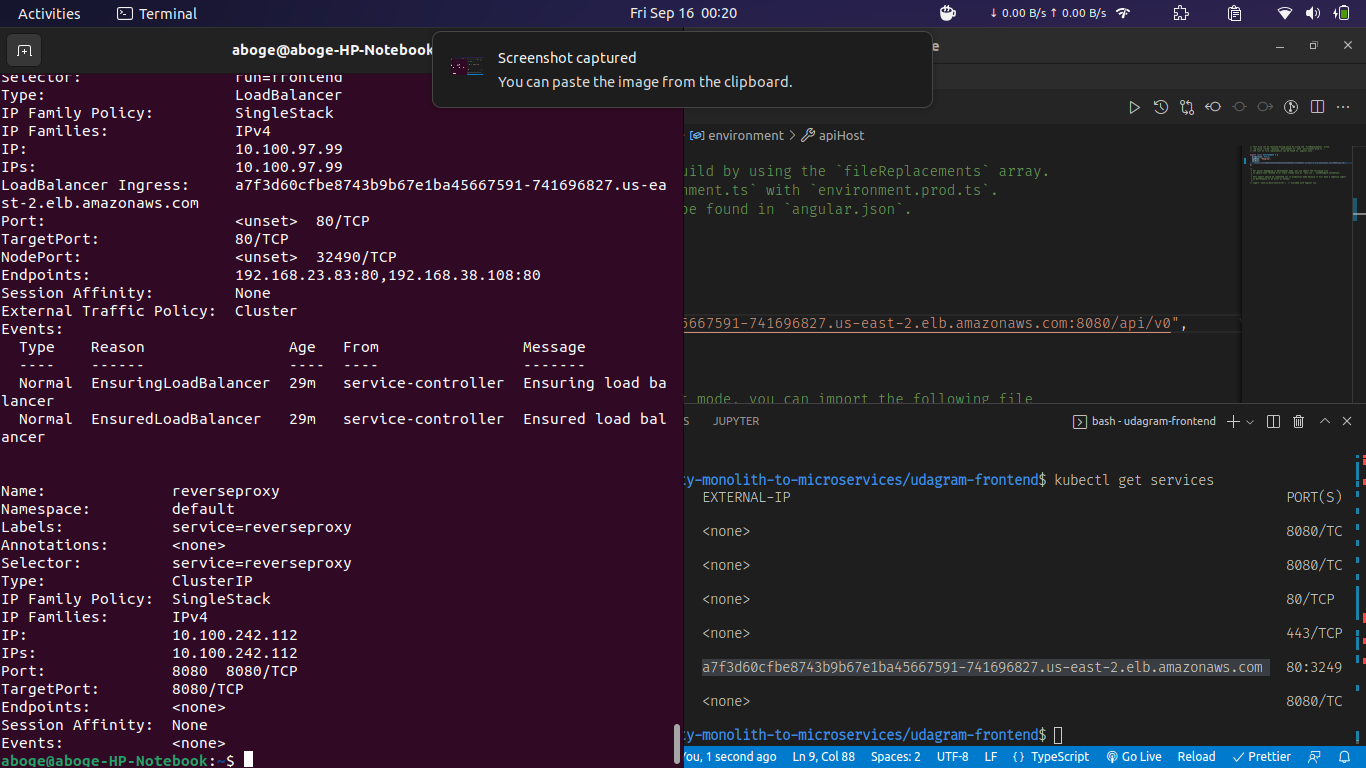 Activities
Terminal
Fri Sep 16 00:20
↓ 0.00 B/s ↑ 0.00 B/s
aboge@aboge-HP-Notebook
Screenshot captured
You can paste the image from the clipboard.
Selector: run=frontend
Type: LoadBalancer
IP Family Policy: SingleStack
IP Families: IPv4
IP: 10.100.97.99
IPs: 10.100.97.99
LoadBalancer Ingress: a7f3d60cfbe8743b9b67e1ba45667591-741696827.us-ea
st-2.elb.amazonaws.com
Port: <unset> 80/TCP
TargetPort: 80/TCP
NodePort: <unset> 32490/TCP
Endpoints: 192.168.23.83:80,192.168.38.108:80
Session Affinity: None
External Traffic Policy: Cluster
Events:
Type Reason Age From Message
---- ------ ---- ---- -------
Normal EnsuringLoadBalancer 29m service-controller Ensuring load ba
lancer
Normal EnsuredLoadBalancer 29m service-controller Ensured load bal
ancer
Name: reverseproxy
Namespace: default
Labels: service=reverseproxy
Annotations: <none>
Selector: service=reverseproxy
Type: ClusterIP
IP Family Policy: SingleStack
IP Families: IPv4
IP: 10.100.242.112
IPs: 10.100.242.112
Port: 8080 8080/TCP
TargetPort: 8080/TCP
Endpoints: <none>
Session Affinity: None
Events: <none>
aboge@aboge-HP-Notebook:~$
environment > apiHost
uild by using the `fileReplacements` array.
nment.ts` with `environment.prod.ts`.
be found in `angular.json`.
5667591-741696827.us-east-2.elb.amazonaws.com:8080/api/v0",
t mode, you can import the following file
S JUPYTER
bash - udagram-frontend
y-monolith-to-microservices/udagram-frontend$ kubectl get services
EXTERNAL-IP PORT(S)
<none> 8080/TC
<none> 8080/TC
<none> 80/TCP
<none> 443/TCP
a7f3d60cfbe8743b9b67e1ba45667591-741696827.us-east-2.elb.amazonaws.com 80:3249
<none> 8080/TC
y-monolith-to-microservices/udagram-frontend$
You, 1 second ago Ln 9, Col 88 Spaces: 2 UTF-8 LF {} TypeScript Go Live Reload Prettier